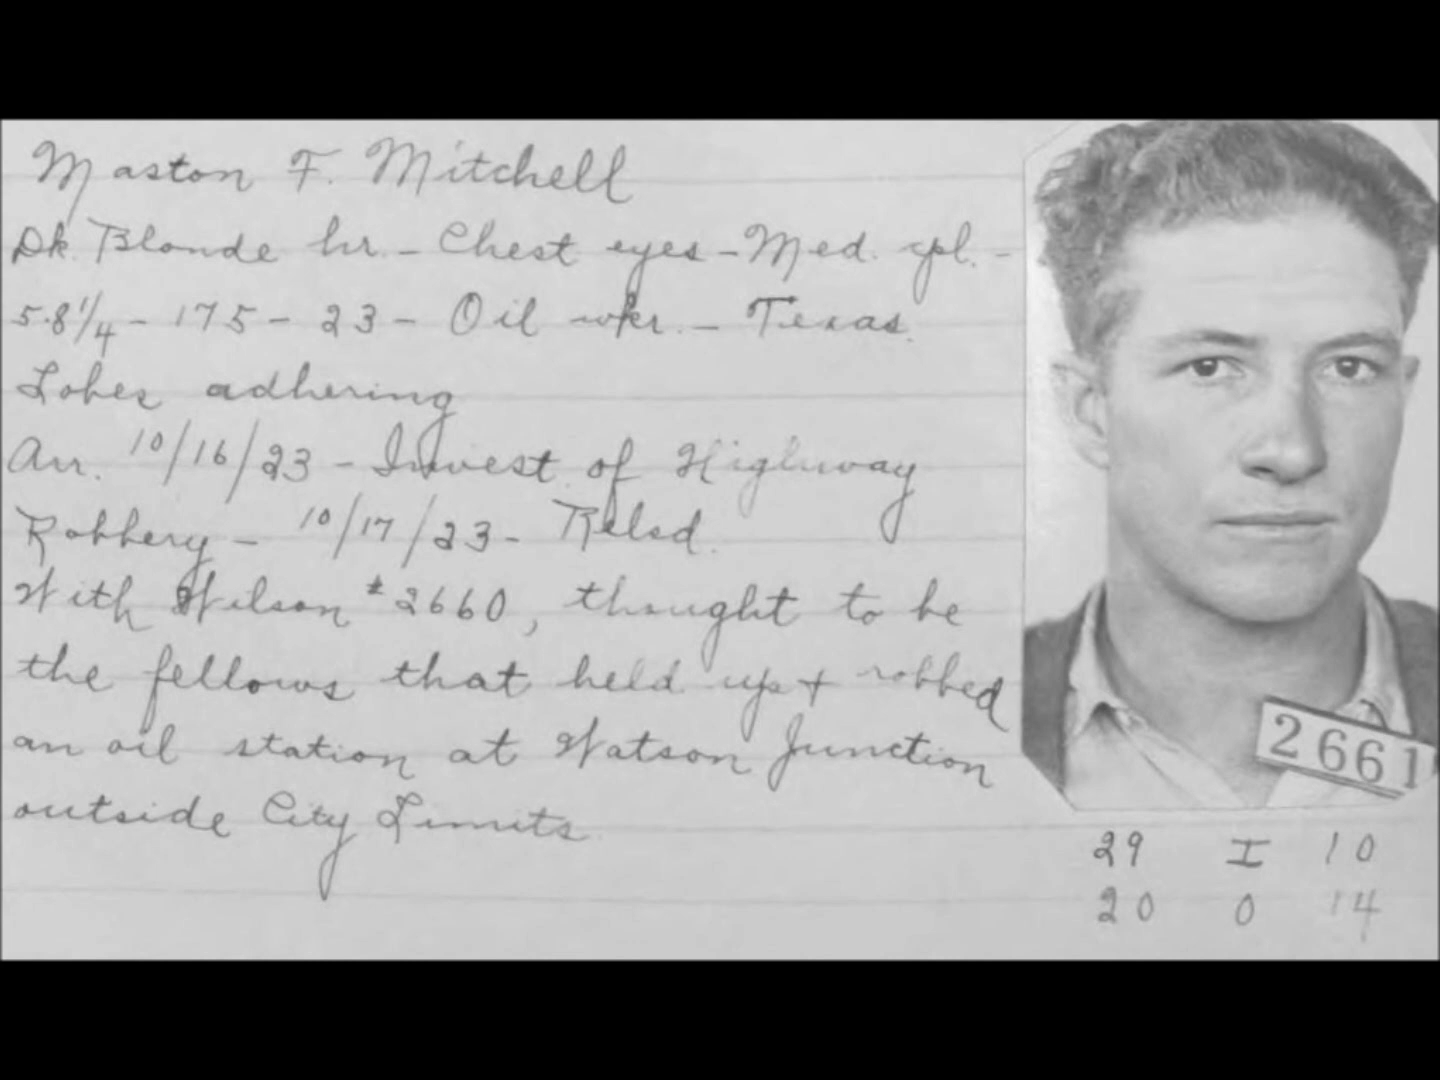 Maston F. Mitchell
Dk. Blonde hr. - Chest eyes - Med. cpl. -
5-8 1/4 - 175 - 23 - Oil wkr. - Texas.
Lobes adhering
Arr. 10/16/23 - Invest. of Highway
Robbery - 10/17/23 - Relsd.
With Wilson #2660, thought to be
the fellows that held up + robbed
an oil station at Watson Junction
outside City Limits.
2661
29 I 10
20 0 14